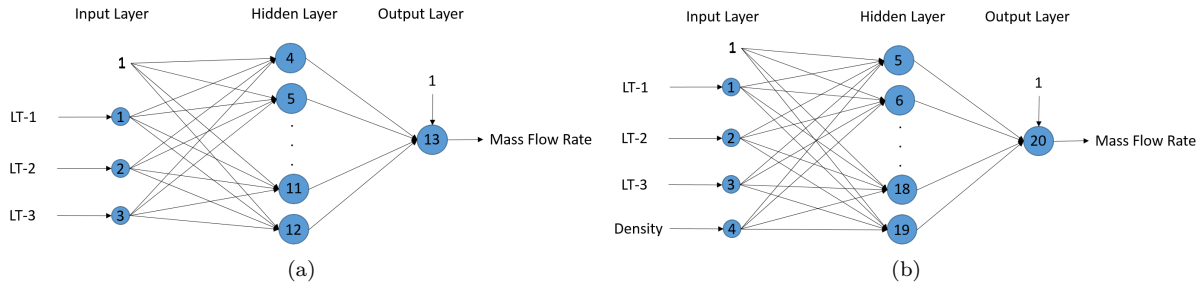 Input Layer Hidden Layer Output Layer
1
4
5
1
LT-1
1
.
13
Mass Flow Rate
.
LT-2
2
.
11
LT-3
3
12
(a)
Input Layer Hidden Layer Output Layer
1
5
LT-1
1
6
1
.
LT-2
2
.
20
Mass Flow Rate
.
LT-3
3
18
Density
4
19
(b)